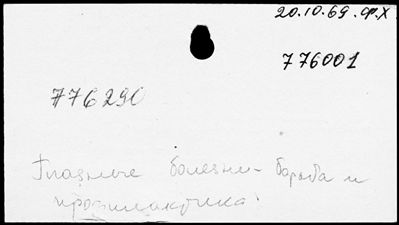 20.10.69. Ф.Х.
776001
776290
Глазные болезни - борьба и
профилактика.